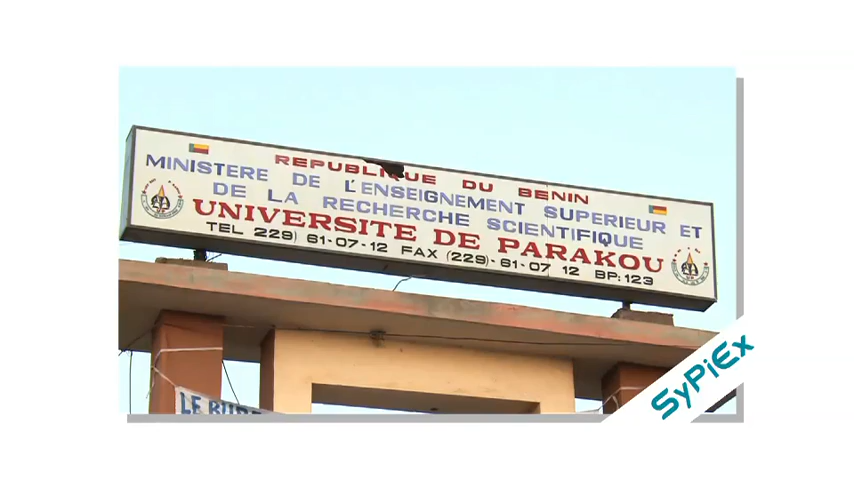 REPUBLIQUE DU BENIN
MINISTERE DE L'ENSEIGNEMENT SUPERIEUR ET
DE LA RECHERCHE SCIENTIFIQUE
UNIVERSITE DE PARAKOU
TEL 229) 61-07-12 FAX (229)-61-07 12 BP:123
LE
SyPiEx